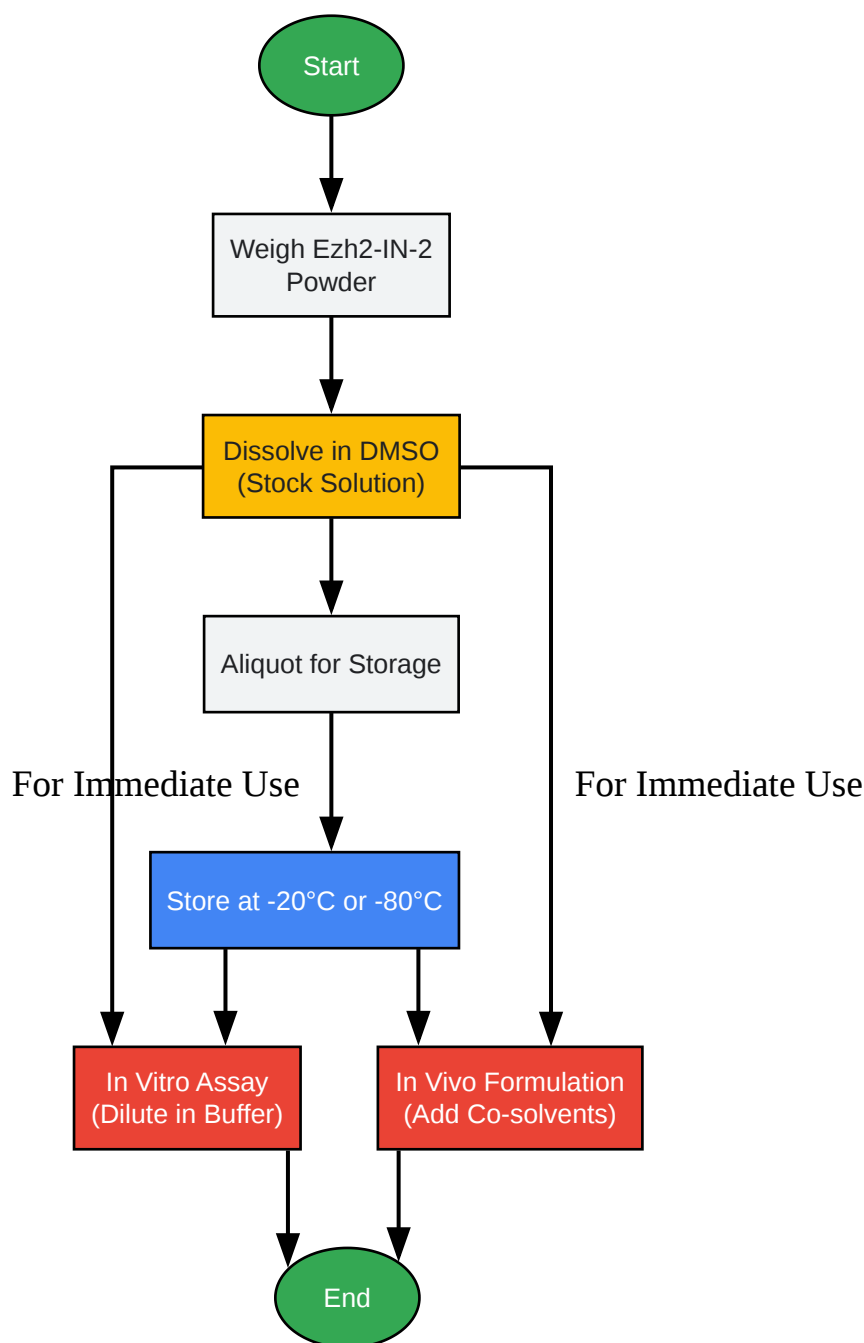 Start
Weigh Ezh2-IN-2
Powder
Dissolve in DMSO
(Stock Solution)
Aliquot for Storage
For Immediate Use
For Immediate Use
Store at -20°C or -80°C
In Vitro Assay
(Dilute in Buffer)
In Vivo Formulation
(Add Co-solvents)
End